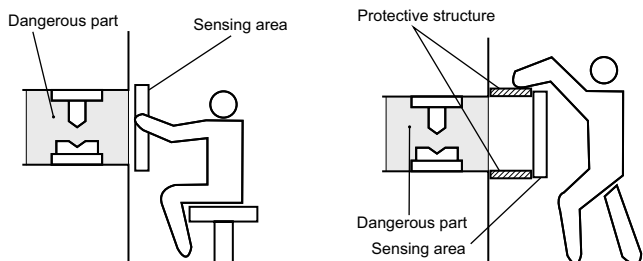 Dangerous part
Sensing area
Protective structure
Dangerous part
Sensing area